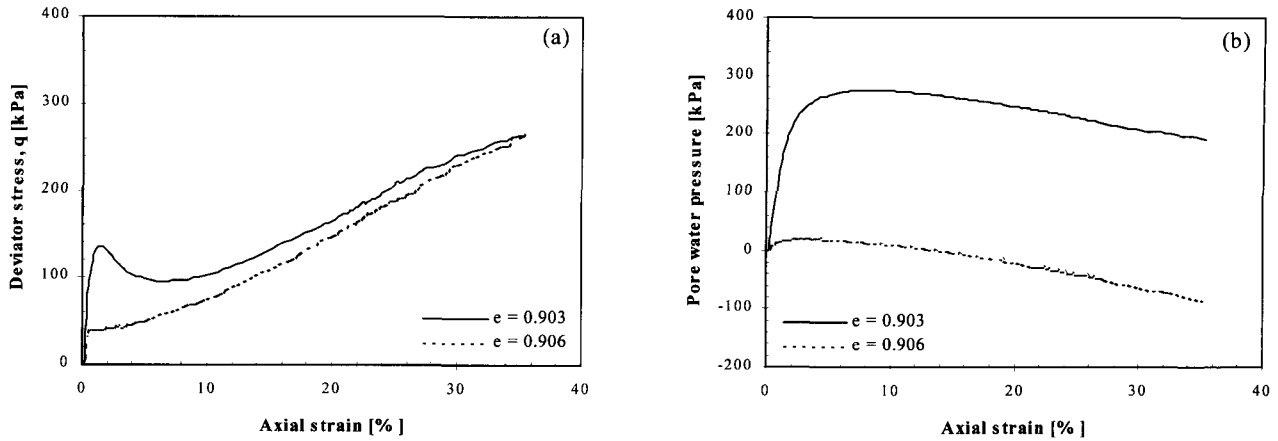 (a)
Deviator stress, q [kPa]
400
300
200
100
0
0 10 20 30 40
Axial strain [% ]
e = 0.903
e = 0.906
(b)
Pore water pressure [kPa]
400
300
200
100
0
-100
-200
0 10 20 30 40
Axial strain [% ]
e = 0.903
e = 0.906